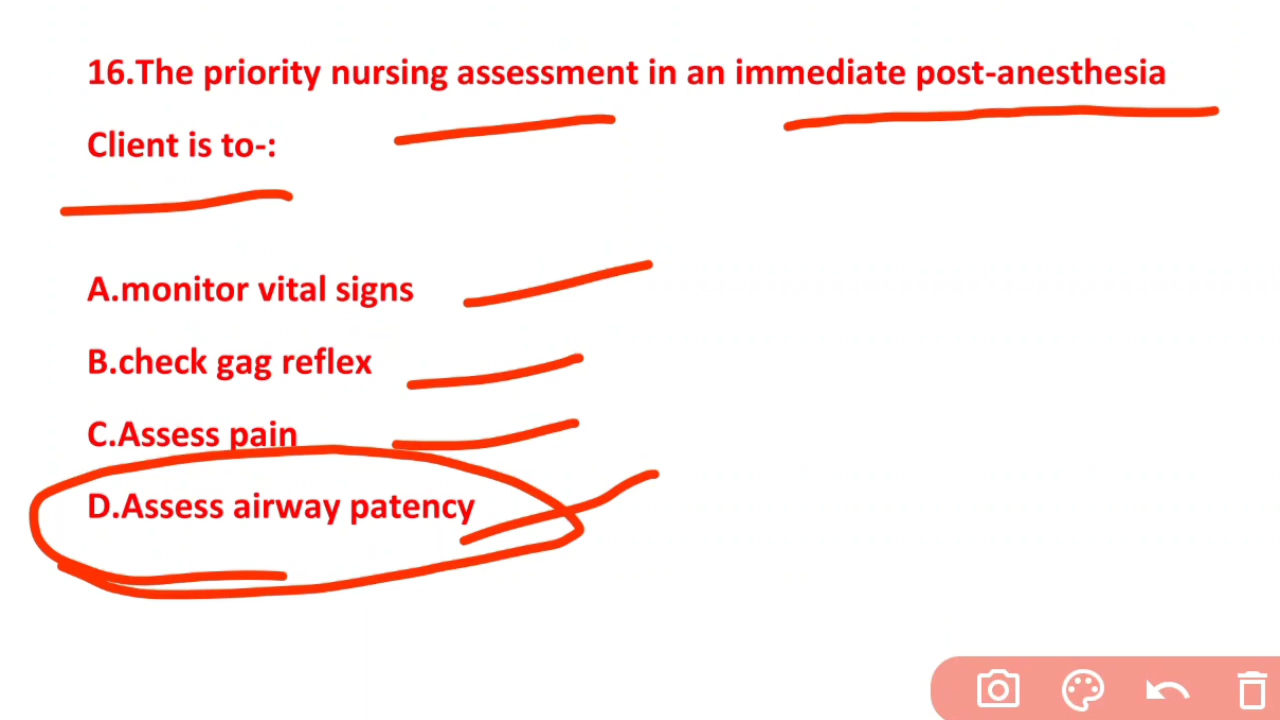 16.The priority nursing assessment in an immediate post-anesthesia
Client is to-:
A.monitor vital signs
B.check gag reflex
C.Assess pain
D.Assess airway patency